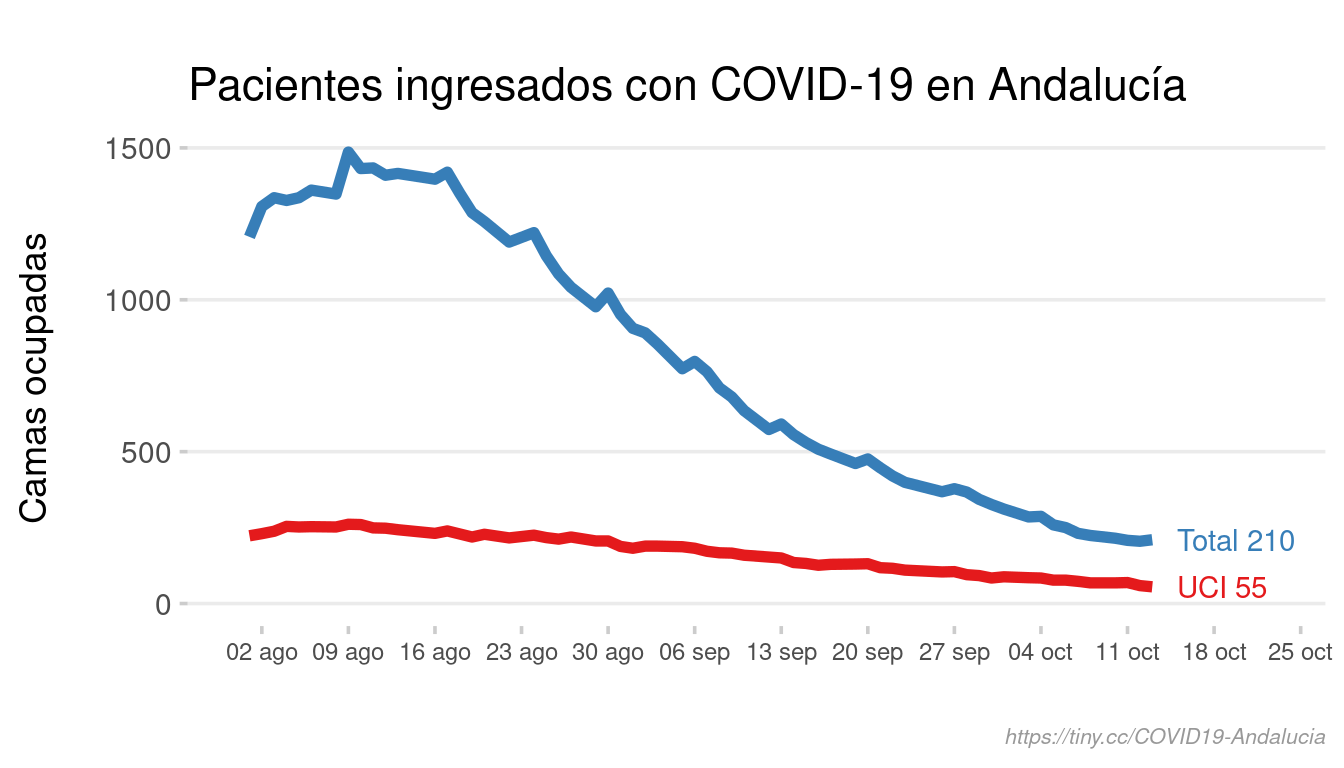 Pacientes ingresados con COVID-19 en Andalucía
Camas ocupadas
1500
1000
500
0
Total 210
UCI 55
02 ago 09 ago 16 ago 23 ago 30 ago 06 sep 13 sep 20 sep 27 sep 04 oct 11 oct 18 oct 25 oct
https://tiny.cc/COVID19-Andalucia